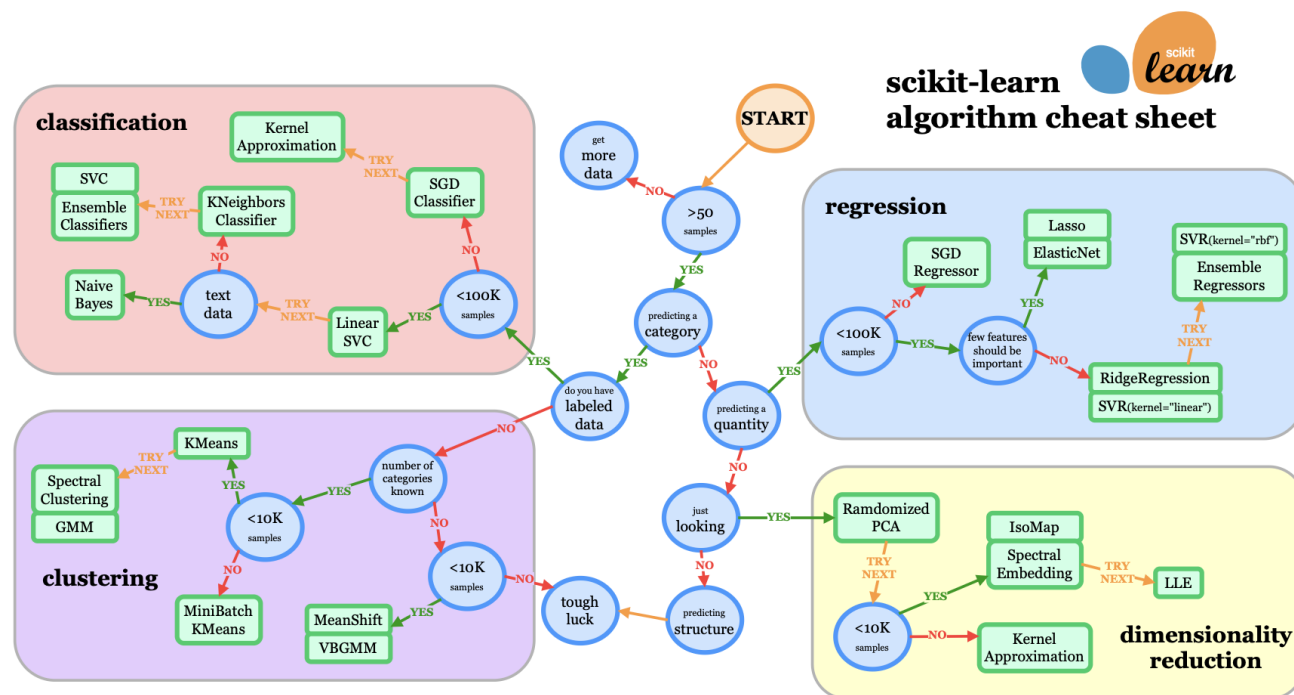 scikit-learn
algorithm cheat sheet
scikit
learn
START
get
more
data
NO
>50
samples
YES
predicting a
category
YES
NO
do you have
labeled
data
YES
NO
predicting a
quantity
YES
NO
just
looking
YES
NO
predicting
structure
tough
luck
classification
Kernel
Approximation
TRY
NEXT
SGD
Classifier
NO
<100K
samples
YES
Linear
SVC
TRY
NEXT
text
data
YES
Naive
Bayes
NO
KNeighbors
Classifier
TRY
NEXT
SVC
Ensemble
Classifiers
regression
<100K
samples
NO
SGD
Regressor
YES
few features
should be
important
YES
Lasso
ElasticNet
NO
RidgeRegression
SVR(kernel="linear")
TRY
NEXT
SVR(kernel="rbf")
Ensemble
Regressors
clustering
number of
categories
known
YES
<10K
samples
YES
KMeans
TRY
NEXT
Spectral
Clustering
GMM
NO
MiniBatch
KMeans
NO
<10K
samples
YES
MeanShift
VBGMM
NO
dimensionality
reduction
Ramdomized
PCA
TRY
NEXT
<10K
samples
YES
IsoMap
Spectral
Embedding
TRY
NEXT
LLE
NO
Kernel
Approximation